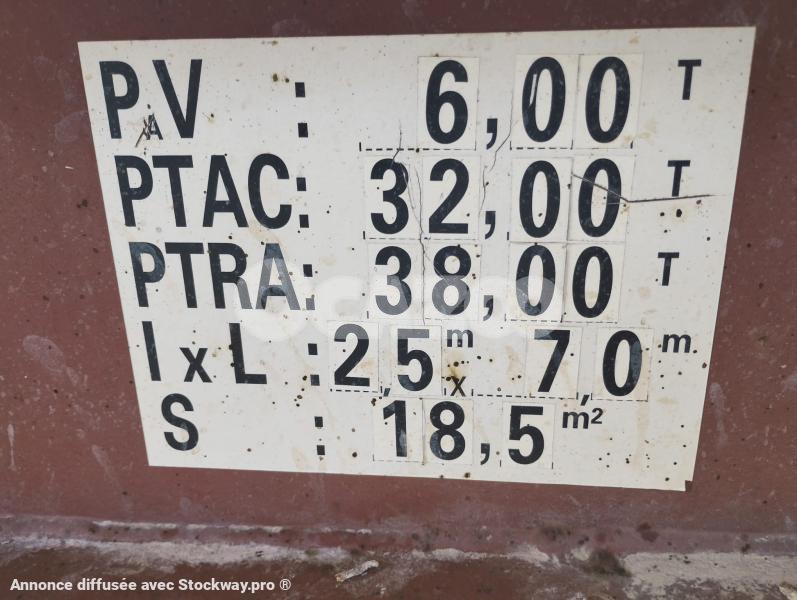 PAV : 6,00 T
PTAC: 32,00 T
PTRA: 38,00 T
l x L : 2,5 m x 7,0 m
S : 18,5 m²
Annonce diffusée avec Stockway.pro ®